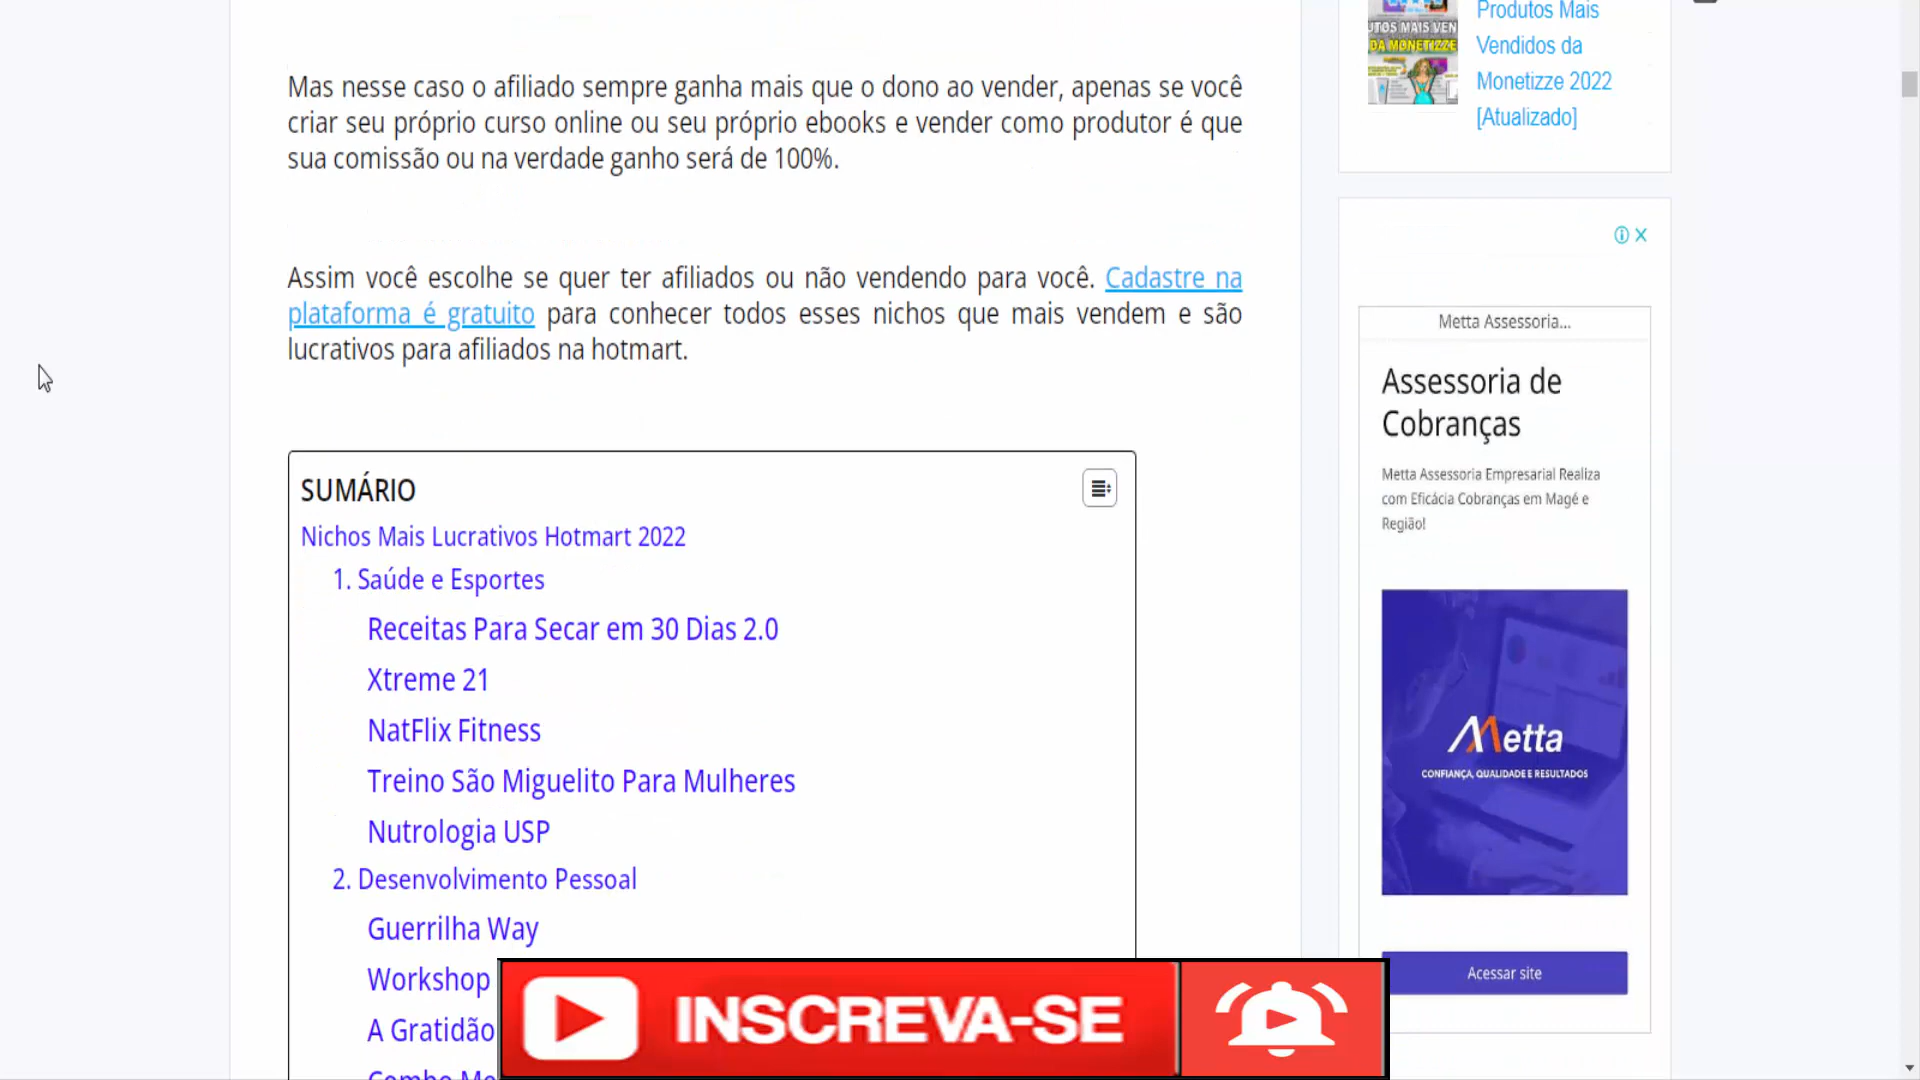 Mas nesse caso o afiliado sempre ganha mais que o dono ao vender, apenas se você
criar seu próprio curso online ou seu próprio ebooks e vender como produtor é que
sua comissão ou na verdade ganho será de 100%.
Assim você escolhe se quer ter afiliados ou não vendendo para você. Cadastre na
plataforma é gratuito para conhecer todos esses nichos que mais vendem e são
lucrativos para afiliados na hotmart.
SUMÁRIO
Nichos Mais Lucrativos Hotmart 2022
1. Saúde e Esportes
Receitas Para Secar em 30 Dias 2.0
Xtreme 21
NatFlix Fitness
Treino São Miguelito Para Mulheres
Nutrologia USP
2. Desenvolvimento Pessoal
Guerrilha Way
Workshop
A Gratidão
INSCREVA-SE
Produtos Mais
Vendidos da
Monetizze 2022
[Atualizado]
DA MONETIZZE
Metta Assessoria...
Assessoria de
Cobranças
Metta Assessoria Empresarial Realiza
com Eficácia Cobranças em Magé e
Região!
Metta
CONFIANÇA, QUALIDADE E RESULTADOS
Acessar site